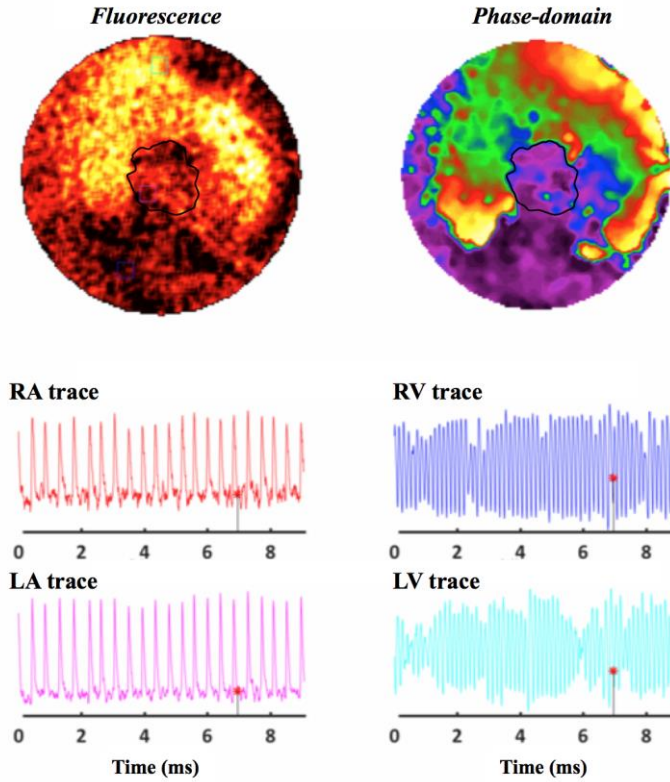 Fluorescence Phase-domain
RA trace RV trace
0 2 4 6 8 0 2 4 6 8
LA trace LV trace
0 2 4 6 8 0 2 4 6 8
Time (ms) Time (ms)